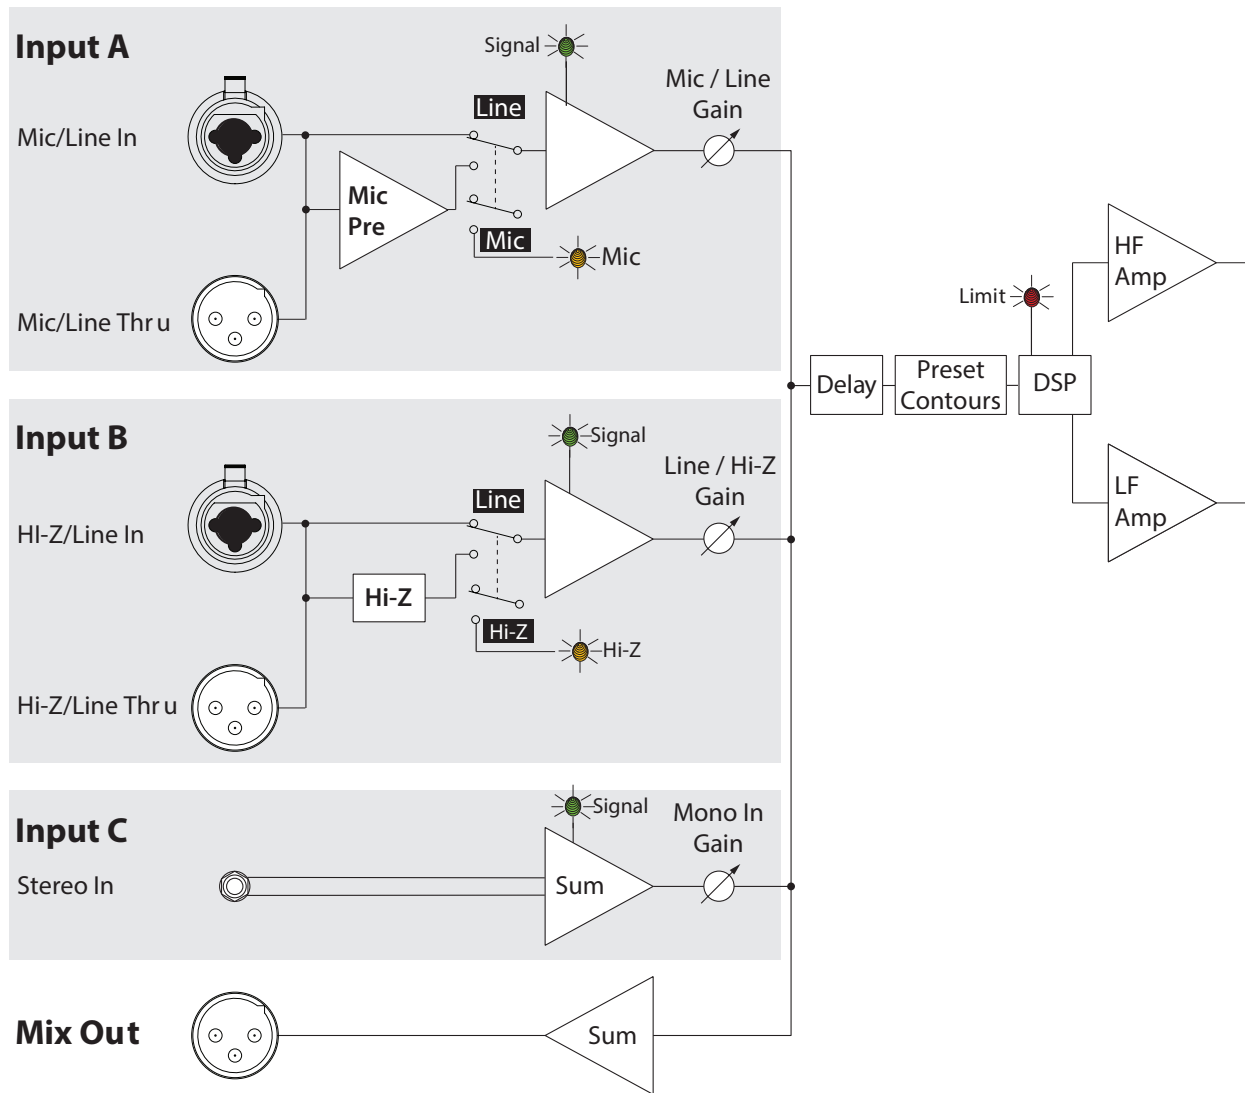 Input A
Signal
Mic / Line
Gain
Line
Mic/Line In
Mic
Pre
Mic
Mic
Mic/Line Thru
HF
Amp
Limit
Delay
Preset
Contours
DSP
LF
Amp
Input B
Signal
Line / Hi-Z
Gain
Line
HI-Z/Line In
Hi-Z
Hi-Z
Hi-Z
Hi-Z/Line Thru
Input C
Signal
Mono In
Gain
Stereo In
Sum
Mix Out
Sum